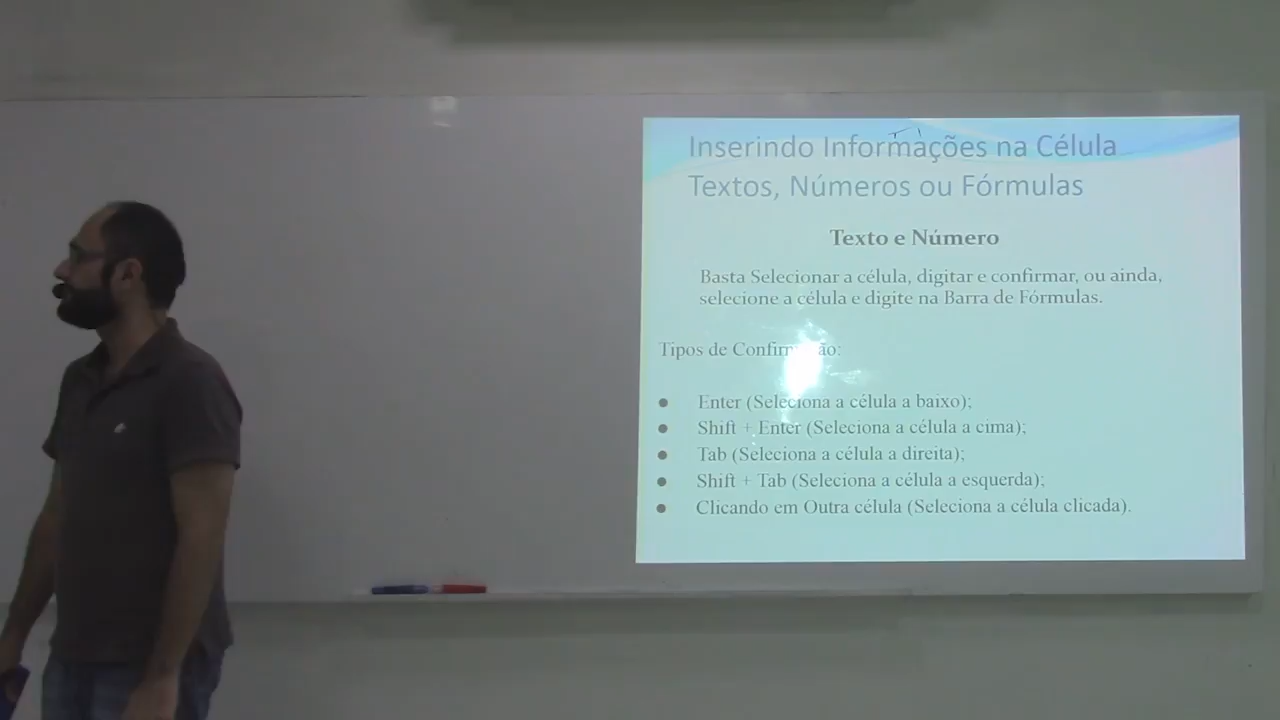 Inserindo Informações na Célula
Textos, Números ou Fórmulas
Texto e Número
Basta Selecionar a célula, digitar e confirmar, ou ainda,
selecione a célula e digite na Barra de Fórmulas.
Tipos de Confirmação:
● Enter (Seleciona a célula a baixo);
● Shift + Enter (Seleciona a célula a cima);
● Tab (Seleciona a célula a direita);
● Shift + Tab (Seleciona a célula a esquerda);
● Clicando em Outra célula (Seleciona a célula clicada).